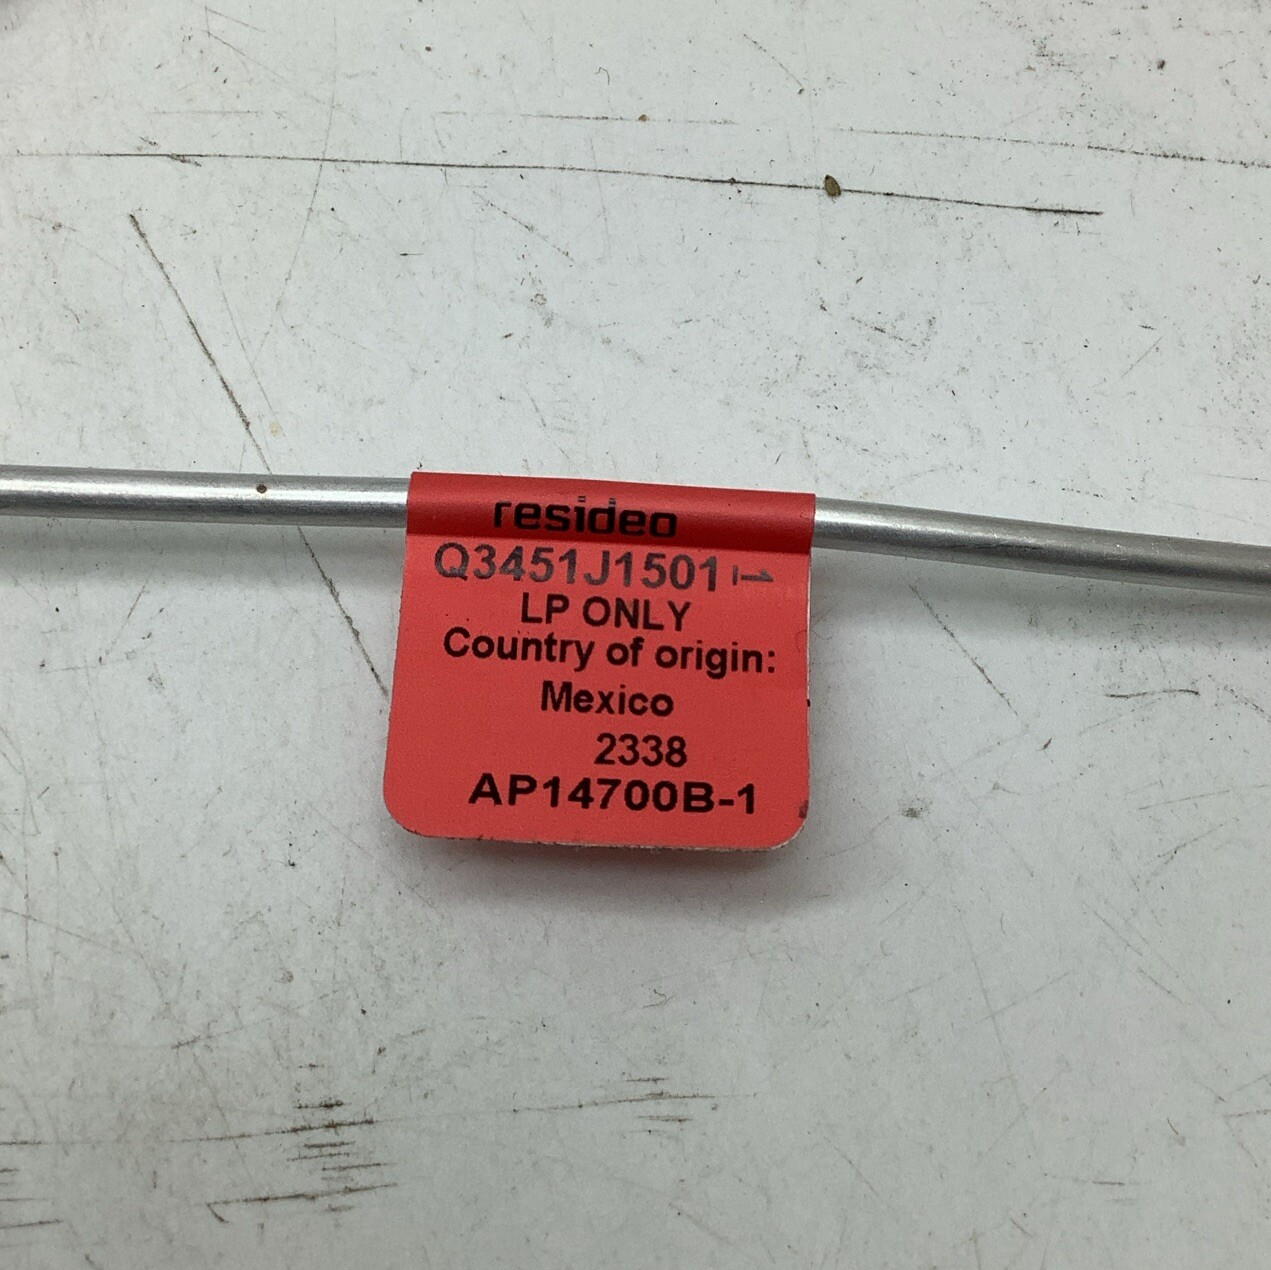 resideo
Q3451J1501
LP ONLY
Country of origin:
Mexico
2338
AP14700B-1